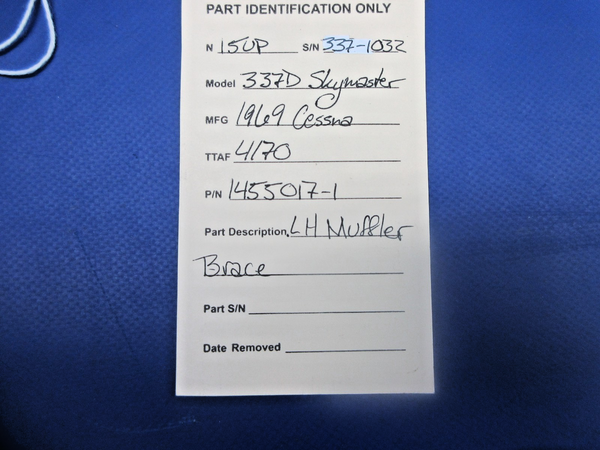 PART IDENTIFICATION ONLY
N 15UP S/N 337-1032
Model 337D Skymaster
MFG 1969 Cessna
TTAF 4170
P/N 1455017-1
Part Description. LH Muffler
Brace
Part S/N
Date Removed